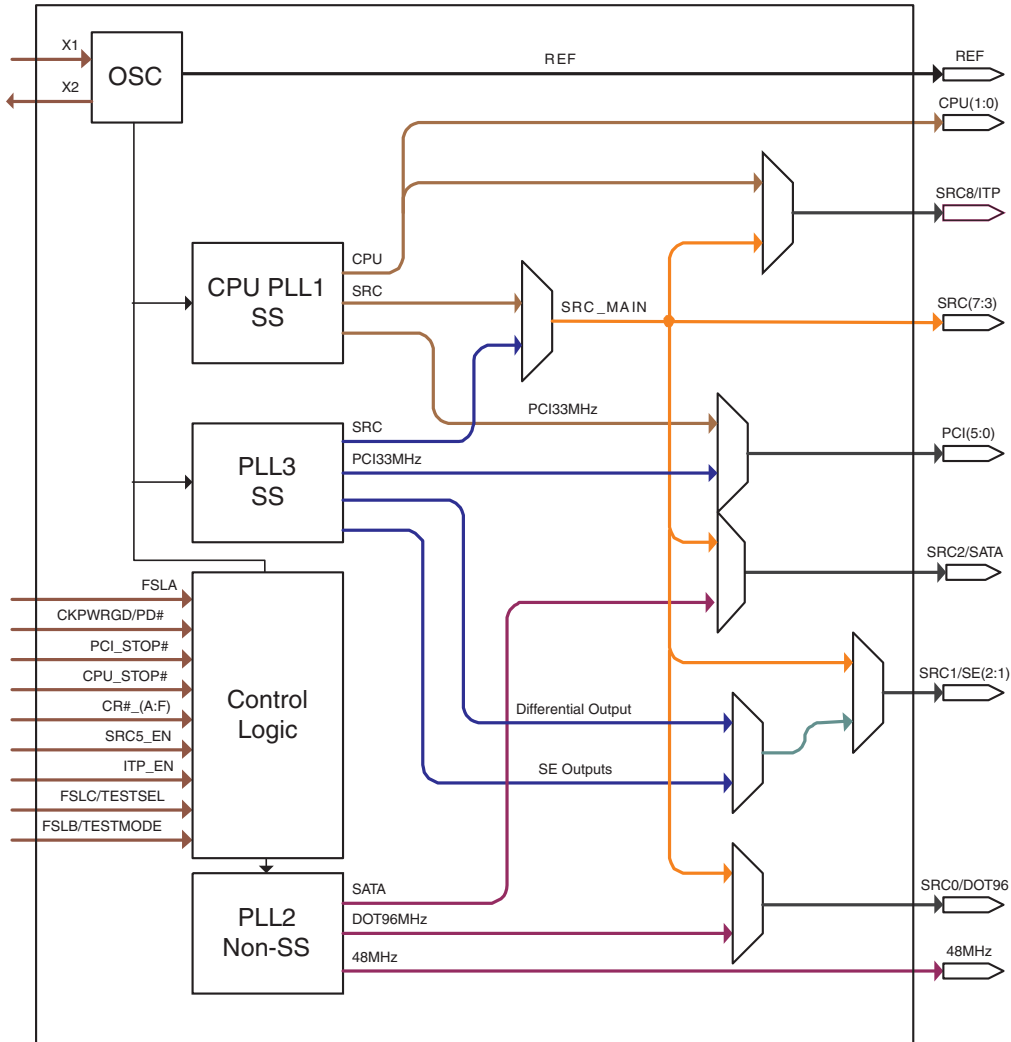 X1
X2
OSC
REF
REF
CPU(1:0)
SRC8/ITP
CPU PLL1
SS
CPU
SRC
SRC_MAIN
SRC(7:3)
PCI33MHz
PCI(5:0)
PLL3
SS
SRC
PCI33MHz
SRC2/SATA
FSLA
CKPWRGD/PD#
PCI_STOP#
CPU_STOP#
CR#_(A:F)
SRC5_EN
ITP_EN
FSLC/TESTSEL
FSLB/TESTMODE
Control
Logic
Differential Output
SE Outputs
SRC1/SE(2:1)
PLL2
Non-SS
SATA
DOT96MHz
48MHz
SRC0/DOT96
48MHz